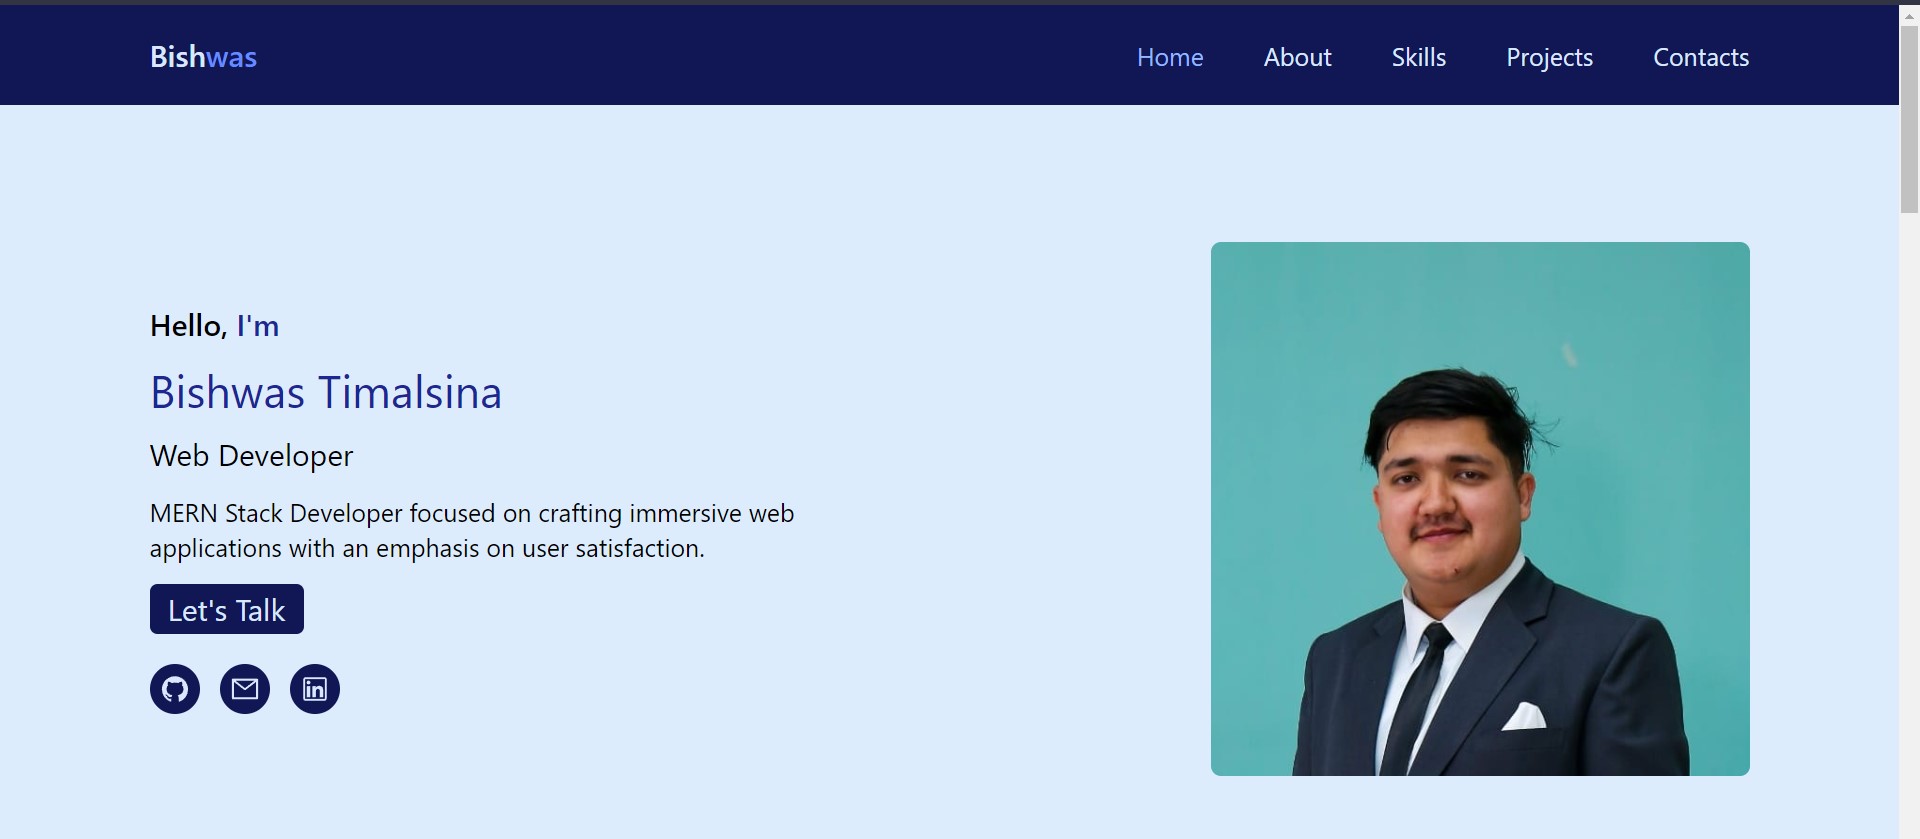 Bishwas
Home About Skills Projects Contacts
Hello, I'm
Bishwas Timalsina
Web Developer
MERN Stack Developer focused on crafting immersive web
applications with an emphasis on user satisfaction.
Let's Talk
in